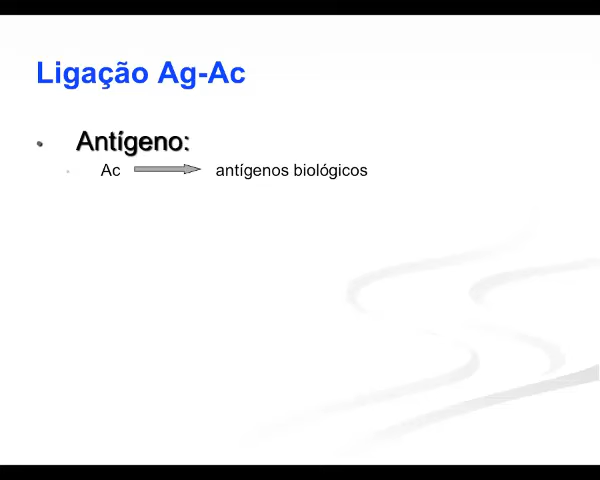 Ligação Ag-Ac
• Antígeno:
• Ac antígenos biológicos